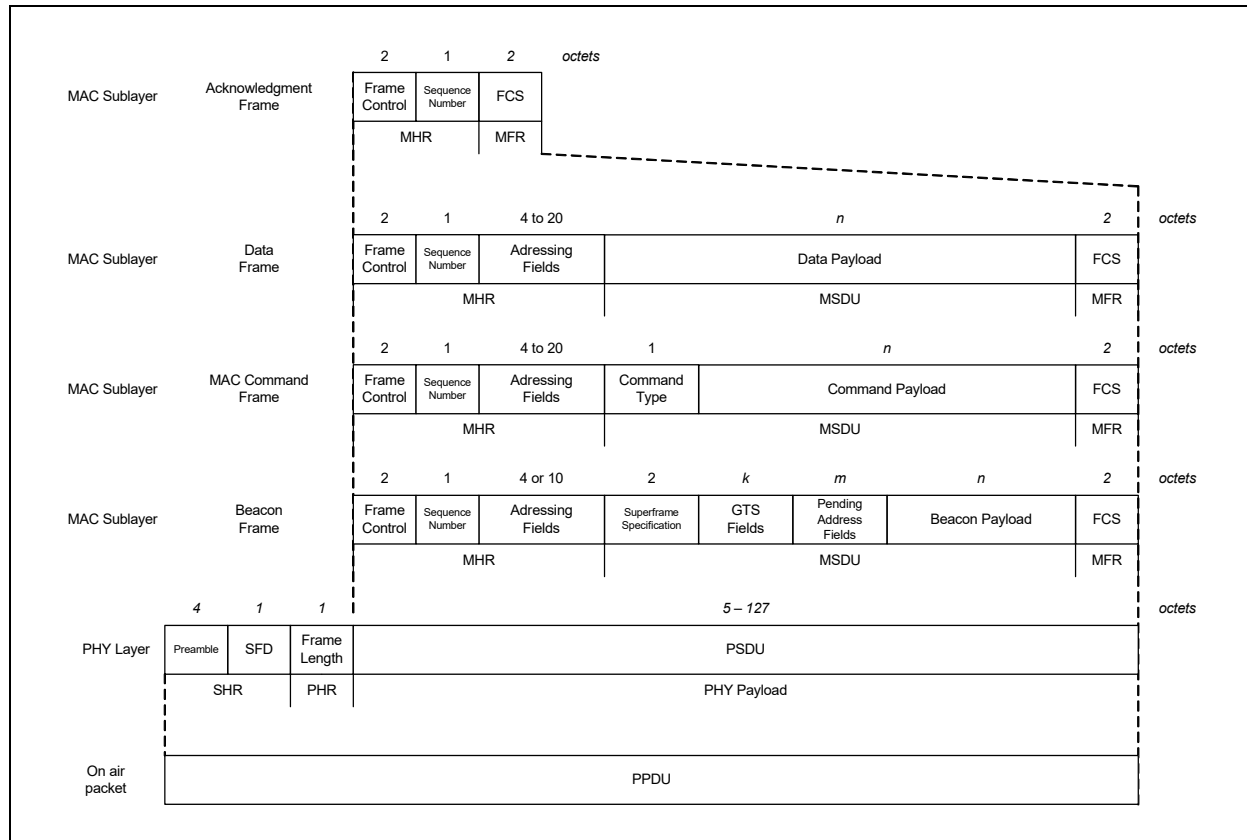 2 1 2 octets
MAC Sublayer Acknowledgment Frame Frame Control Sequence Number FCS
MHR MFR
2 1 4 to 20 n 2 octets
MAC Sublayer Data Frame Frame Control Sequence Number Adressing Fields Data Payload FCS
MHR MSDU MFR
2 1 4 to 20 1 n 2 octets
MAC Sublayer MAC Command Frame Frame Control Sequence Number Adressing Fields Command Type Command Payload FCS
MHR MSDU MFR
2 1 4 or 10 2 k m n 2 octets
MAC Sublayer Beacon Frame Frame Control Sequence Number Adressing Fields Superframe Specification GTS Fields Pending Address Fields Beacon Payload FCS
MHR MSDU MFR
4 1 1 5 – 127 octets
PHY Layer Preamble SFD Frame Length PSDU
SHR PHR PHY Payload
On air packet PPDU